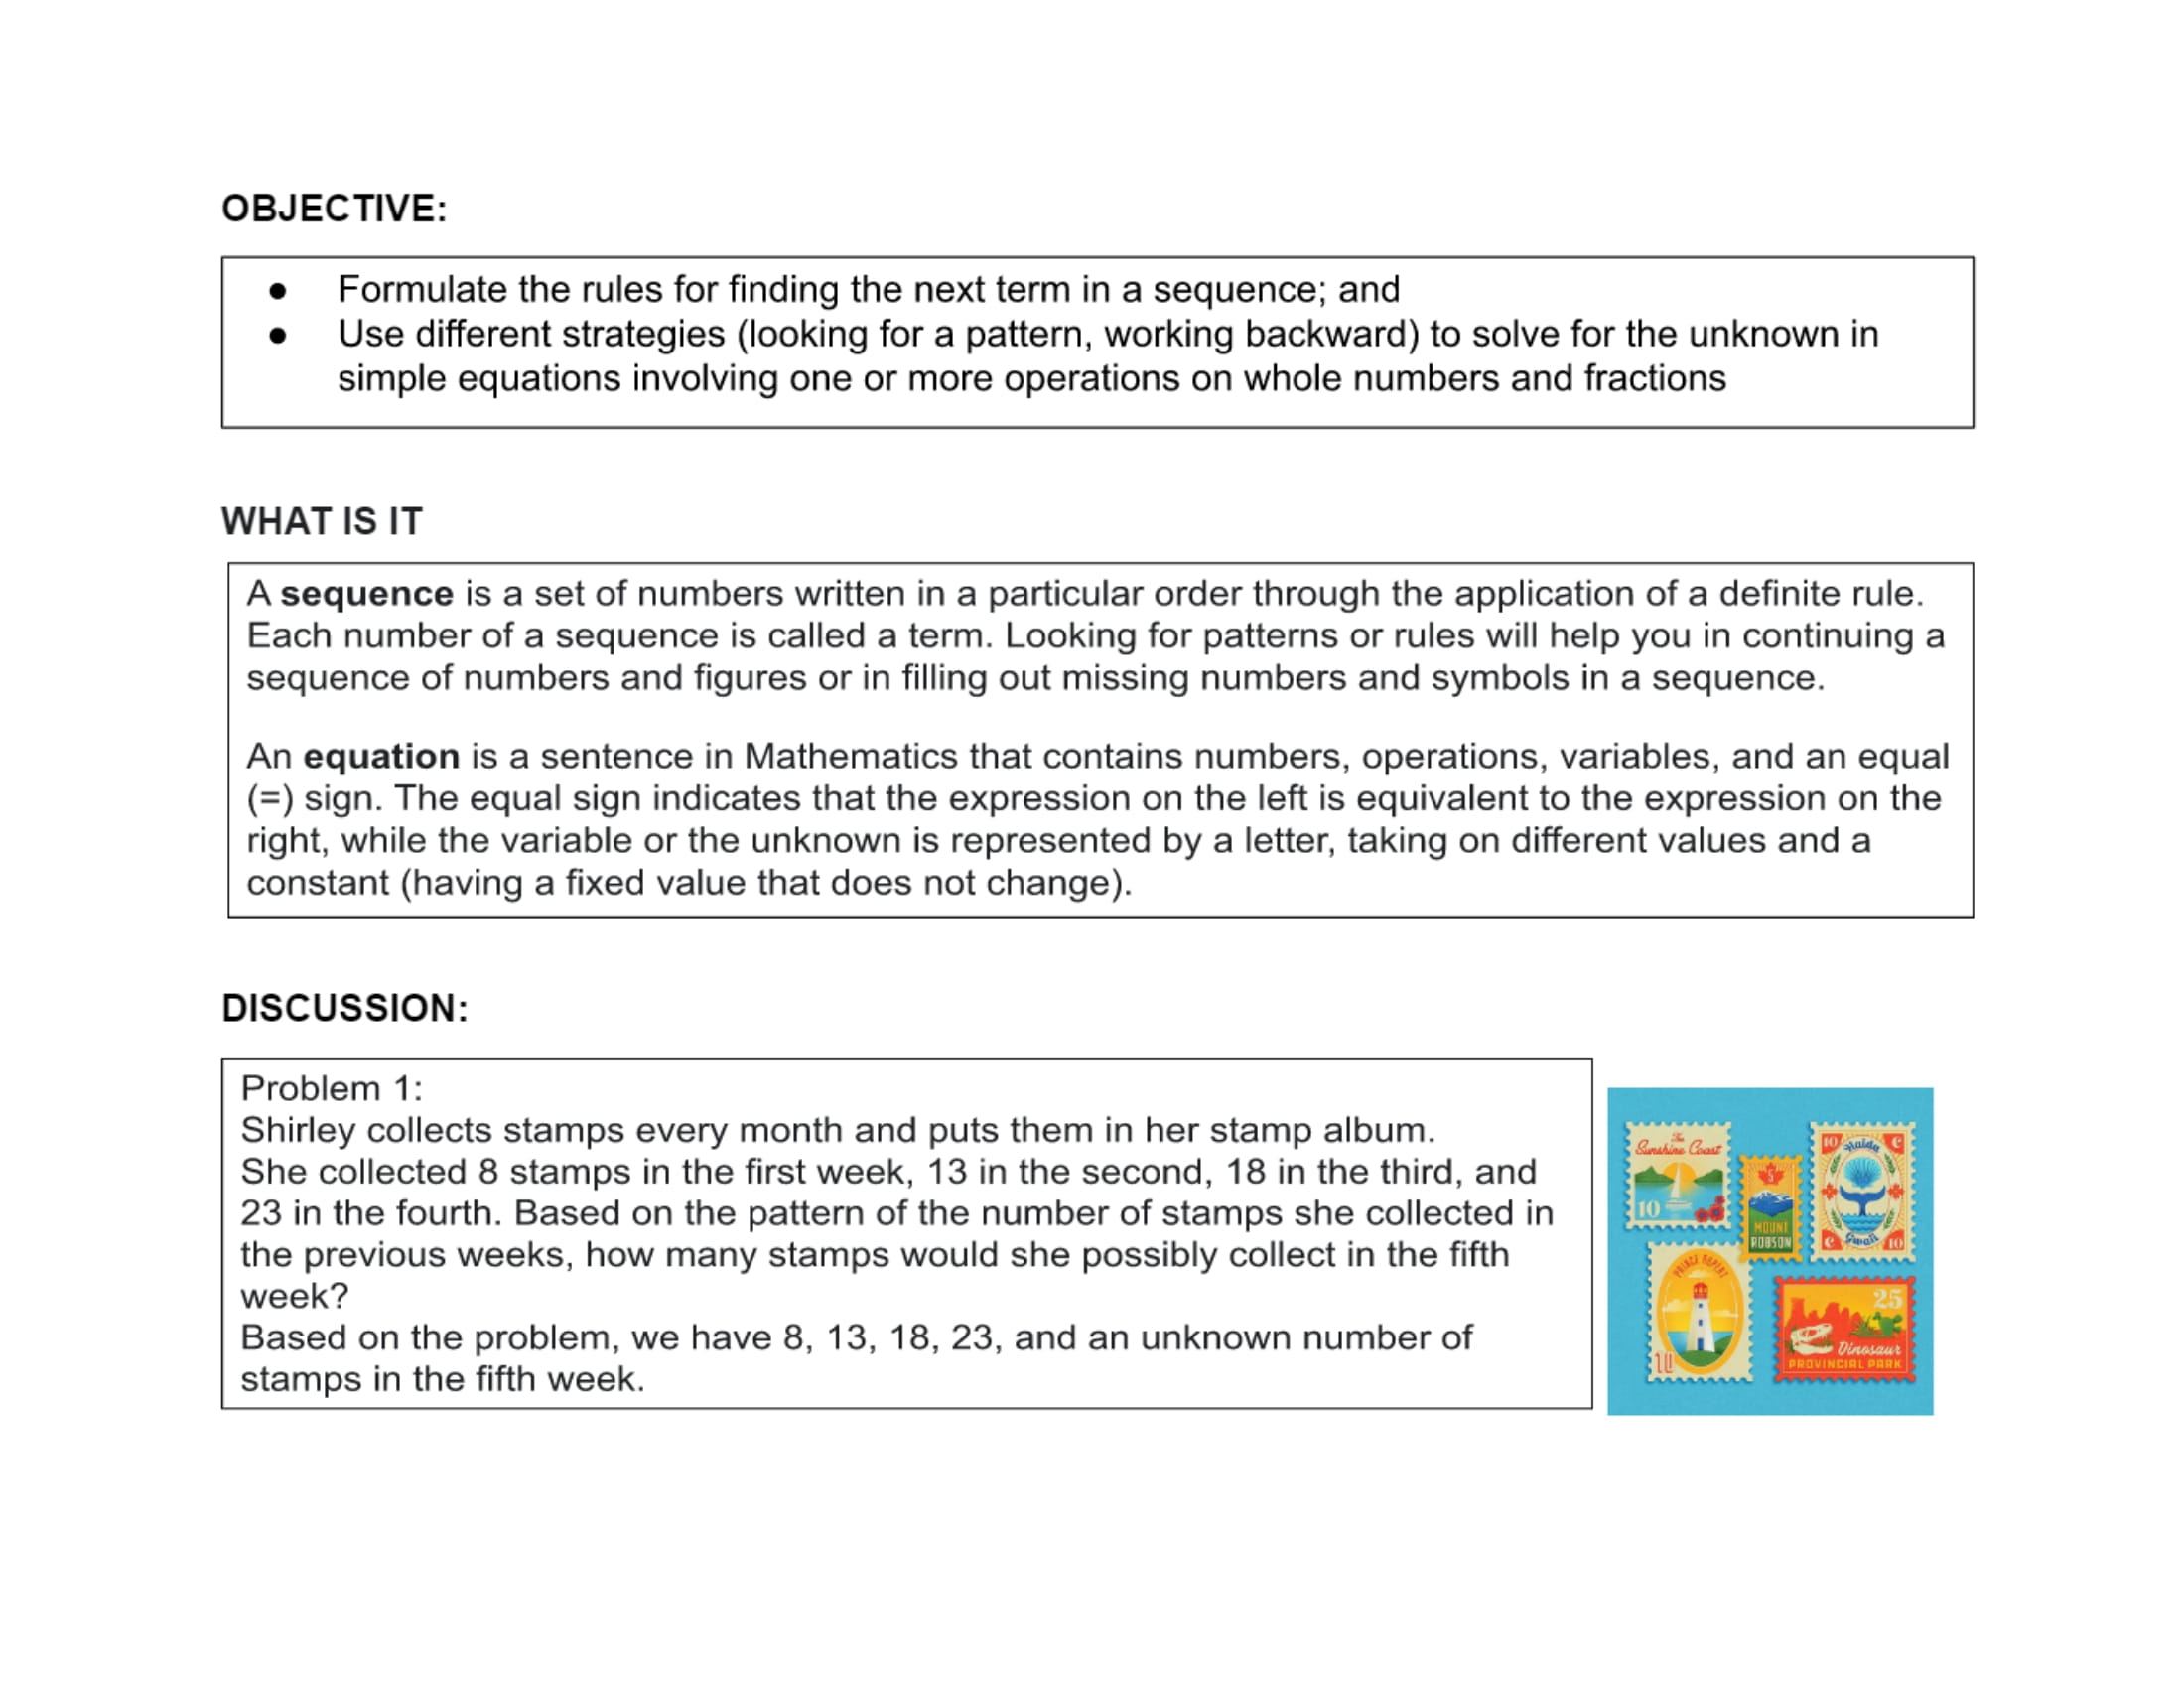 OBJECTIVE:
● Formulate the rules for finding the next term in a sequence; and
● Use different strategies (looking for a pattern, working backward) to solve for the unknown in
simple equations involving one or more operations on whole numbers and fractions
WHAT IS IT
A sequence is a set of numbers written in a particular order through the application of a definite rule.
Each number of a sequence is called a term. Looking for patterns or rules will help you in continuing a
sequence of numbers and figures or in filling out missing numbers and symbols in a sequence.
An equation is a sentence in Mathematics that contains numbers, operations, variables, and an equal
(=) sign. The equal sign indicates that the expression on the left is equivalent to the expression on the
right, while the variable or the unknown is represented by a letter, taking on different values and a
constant (having a fixed value that does not change).
DISCUSSION:
Problem 1:
Shirley collects stamps every month and puts them in her stamp album.
She collected 8 stamps in the first week, 13 in the second, 18 in the third, and
23 in the fourth. Based on the pattern of the number of stamps she collected in
the previous weeks, how many stamps would she possibly collect in the fifth
week?
Based on the problem, we have 8, 13, 18, 23, and an unknown number of
stamps in the fifth week.
The
Sunshine Coast
10
5
MOUNT
ROBSON
10 ¢
Haida
Gwaii
¢ 10
PRINCE RUPERT
10
25
Dinosaur
PROVINCIAL PARK